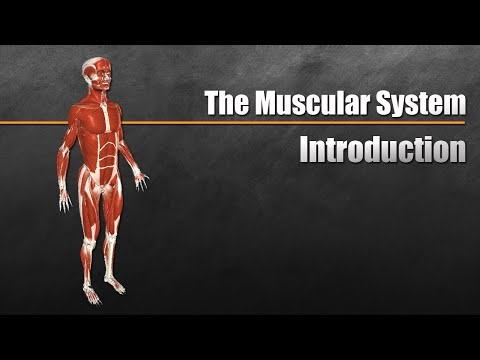 The Muscular System
Introduction